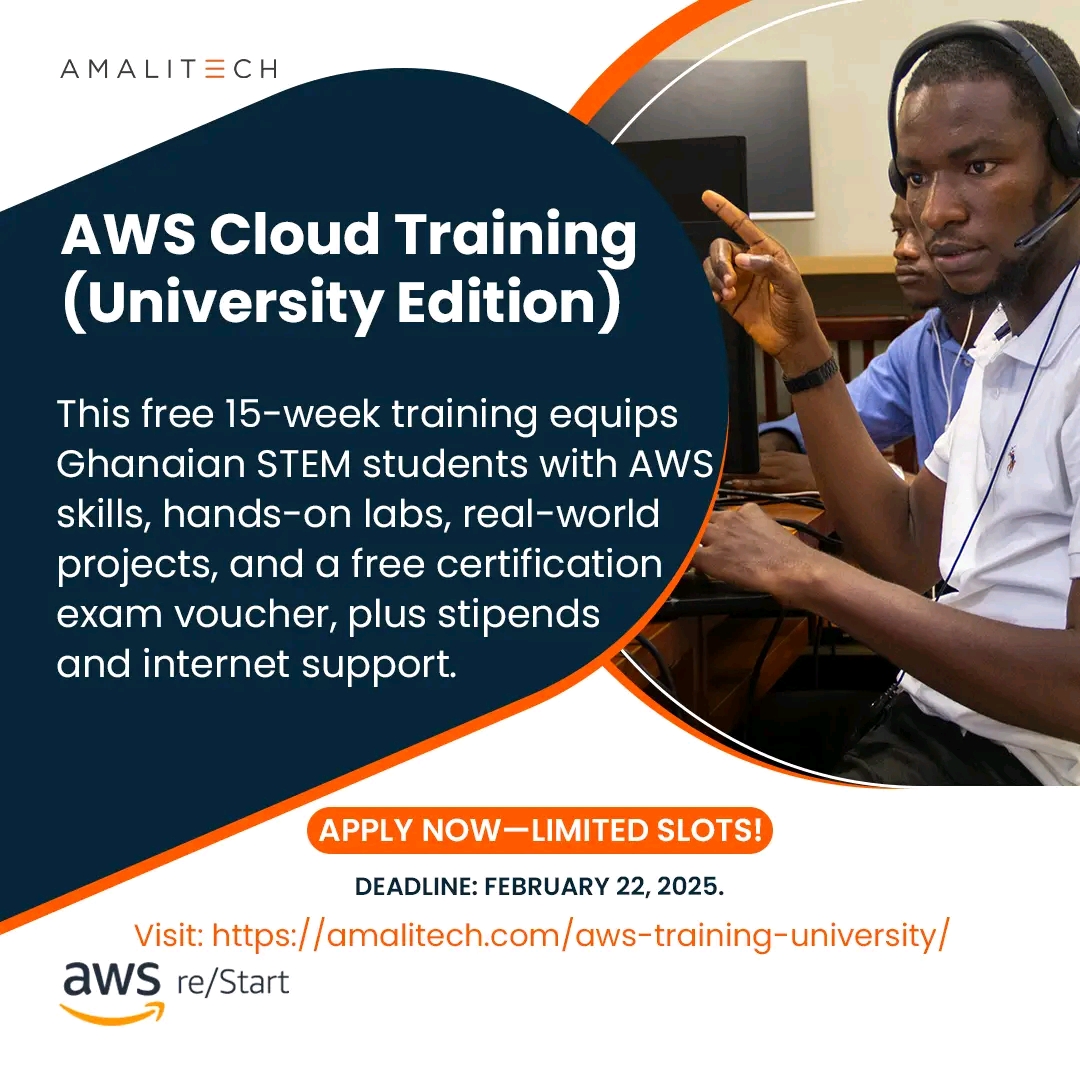 AMALITECH
AWS Cloud Training
(University Edition)
This free 15-week training equips
Ghanaian STEM students with AWS
skills, hands-on labs, real-world
projects, and a free certification
exam voucher, plus stipends
and internet support.
APPLY NOW—LIMITED SLOTS!
DEADLINE: FEBRUARY 22, 2025.
Visit: https://amalitech.com/aws-training-university/
aws re/Start